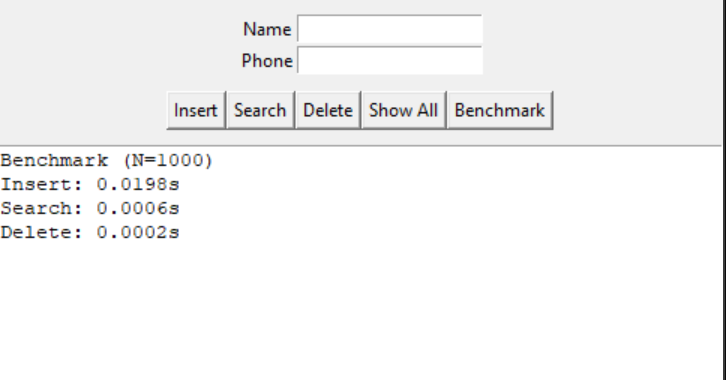 Name
Phone
Insert Search Delete Show All Benchmark
Benchmark (N=1000)
Insert: 0.0198s
Search: 0.0006s
Delete: 0.0002s